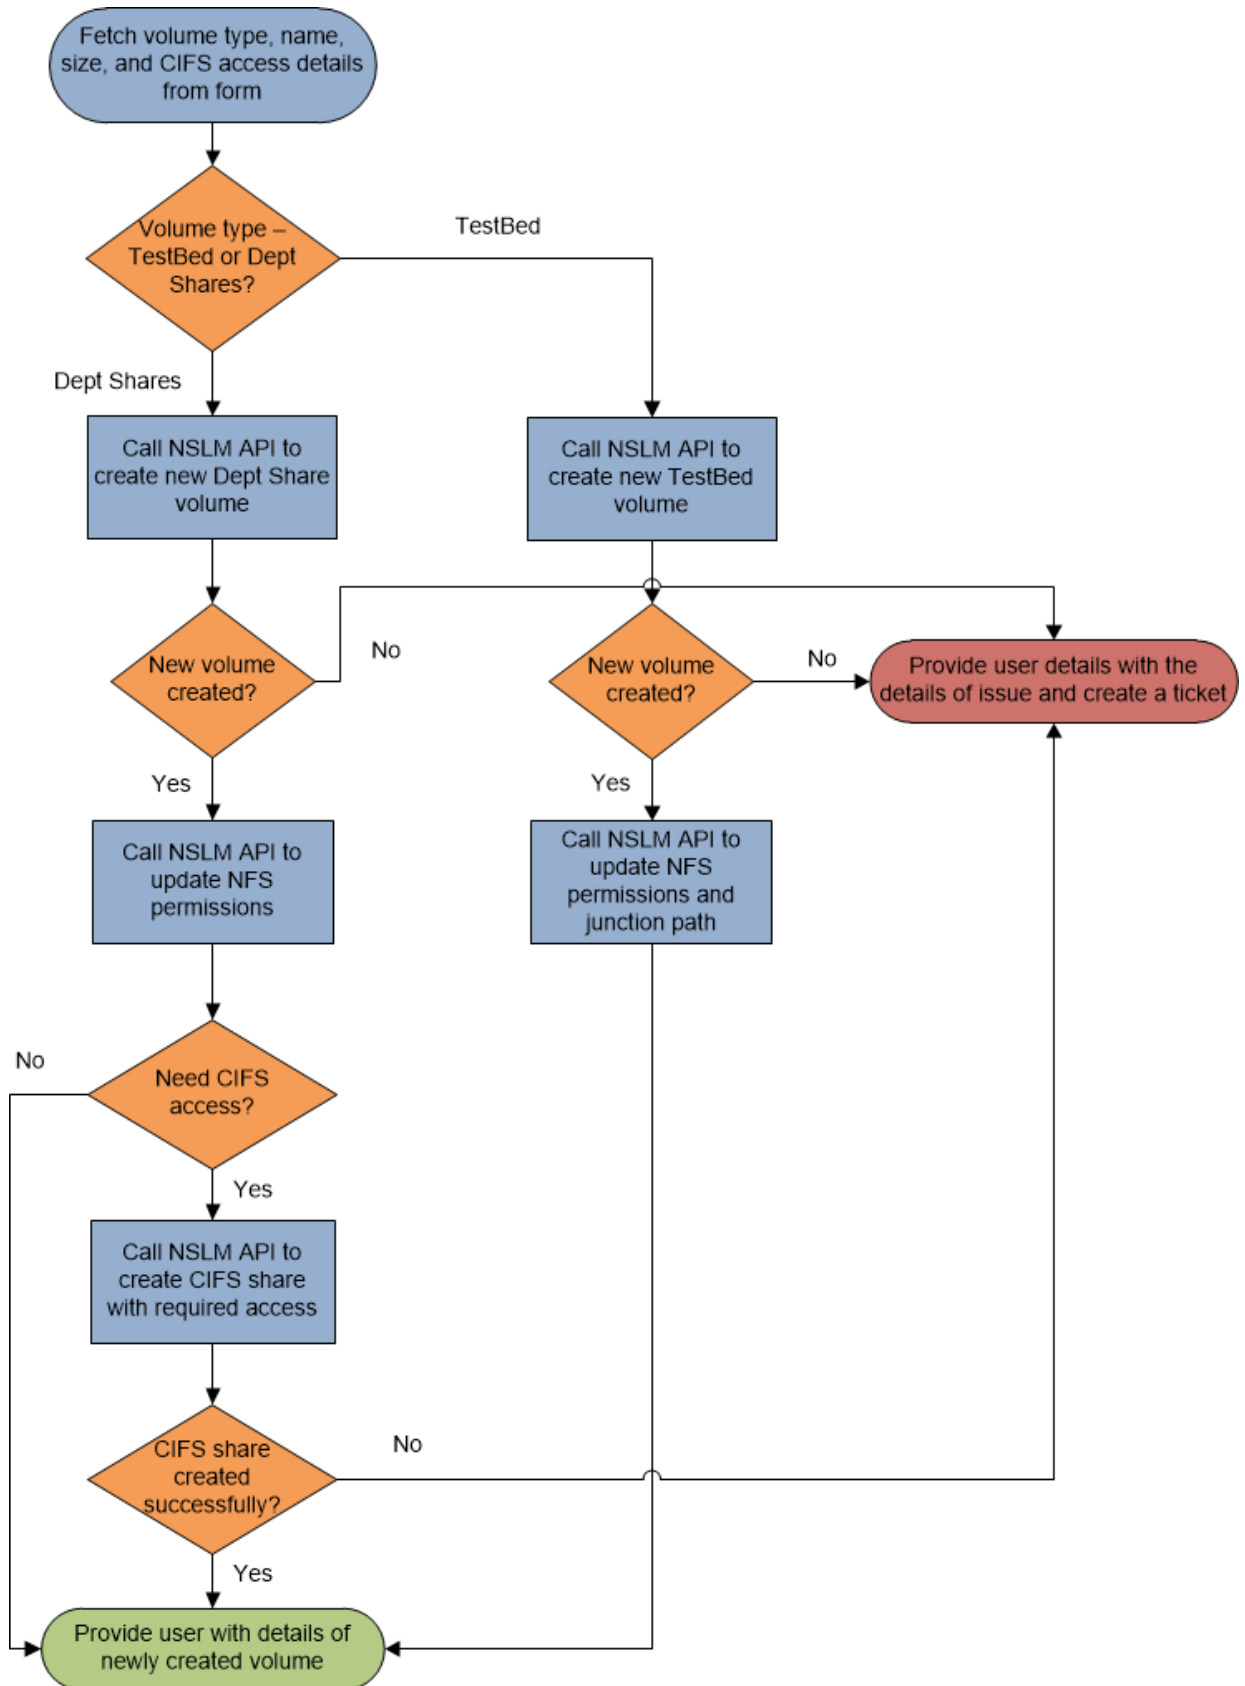 Fetch volume type, name,
size, and CIFS access details
from form
Volume type –
TestBed or Dept
Shares?
TestBed
Dept Shares
Call NSLM API to
create new Dept Share
volume
Call NSLM API to
create new TestBed
volume
New volume
created?
No
New volume
created?
No
Provide user details with the
details of issue and create a ticket
Yes
Yes
Call NSLM API to
update NFS
permissions
Call NSLM API to
update NFS
permissions and
junction path
No
Need CIFS
access?
Yes
Call NSLM API to
create CIFS share
with required access
CIFS share
created
successfully?
No
Yes
Provide user with details of
newly created volume